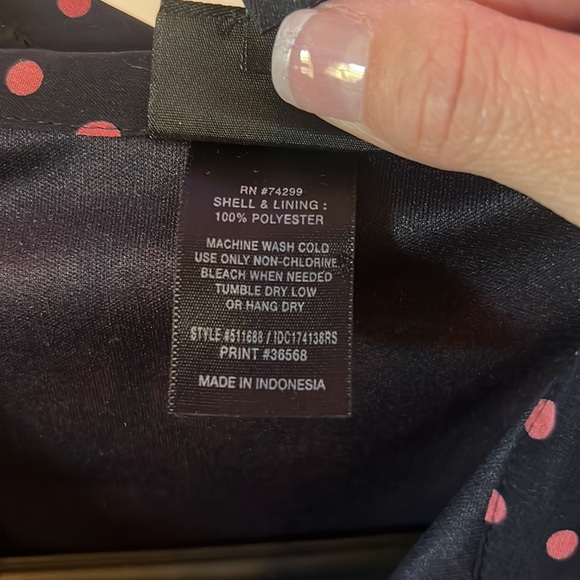 RN #74299
SHELL & LINING :
100% POLYESTER
MACHINE WASH COLD
USE ONLY NON-CHLORINE
BLEACH WHEN NEEDED
TUMBLE DRY LOW
OR HANG DRY
STYLE #511688 / IDC174138RS
PRINT #36568
MADE IN INDONESIA